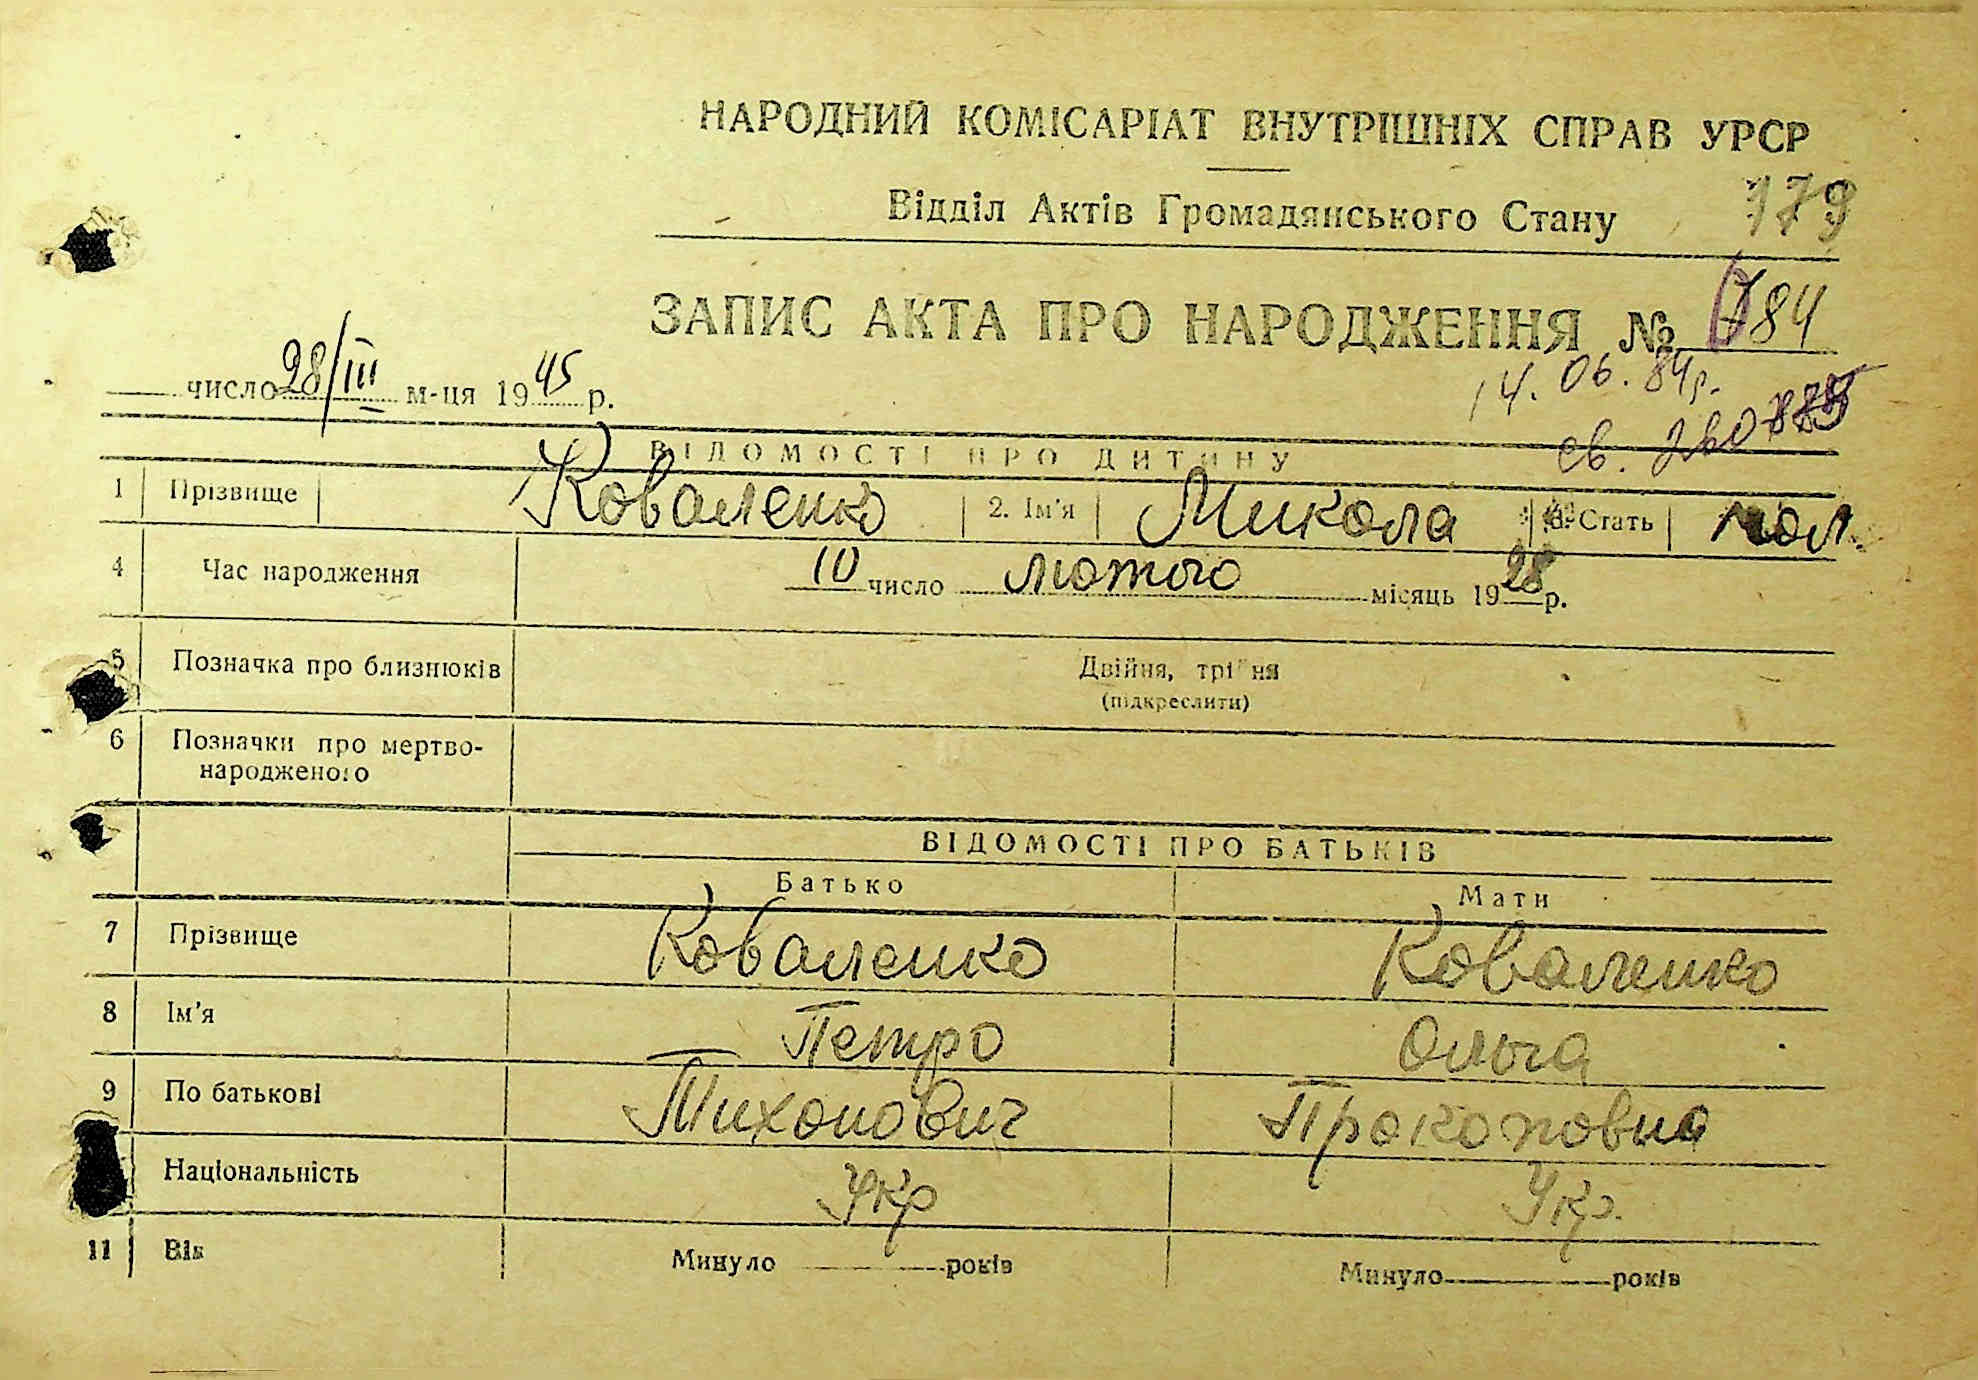 НАРОДНИЙ КОМІСАРІАТ ВНУТРІШНІХ СПРАВ УРСР
Відділ Актів Громадянського Стану 179
ЗАПИС АКТА ПРО НАРОДЖЕННЯ № 784
14. 06. 84р.
число 28/III м-ця 1945 р.
св.
ВІДОМОСТІ ПРО ДИТИНУ
1 Прізвище Коваленко 2. Ім'я Микола 3. Стать чол.
4 Час народження 10 число лютого місяць 1928 р.
5 Позначка про близнюків Двійня, трійня
(підкреслити)
6 Позначки про мертво-
народженого
ВІДОМОСТІ ПРО БАТЬКІВ
Батько Мати
7 Прізвище Коваленко Коваленко
8 Ім'я Петро Ольга
9 По батькові Тихонович Прокоповна
Національність Укр Укр.
11 Вік Минуло років Минуло років